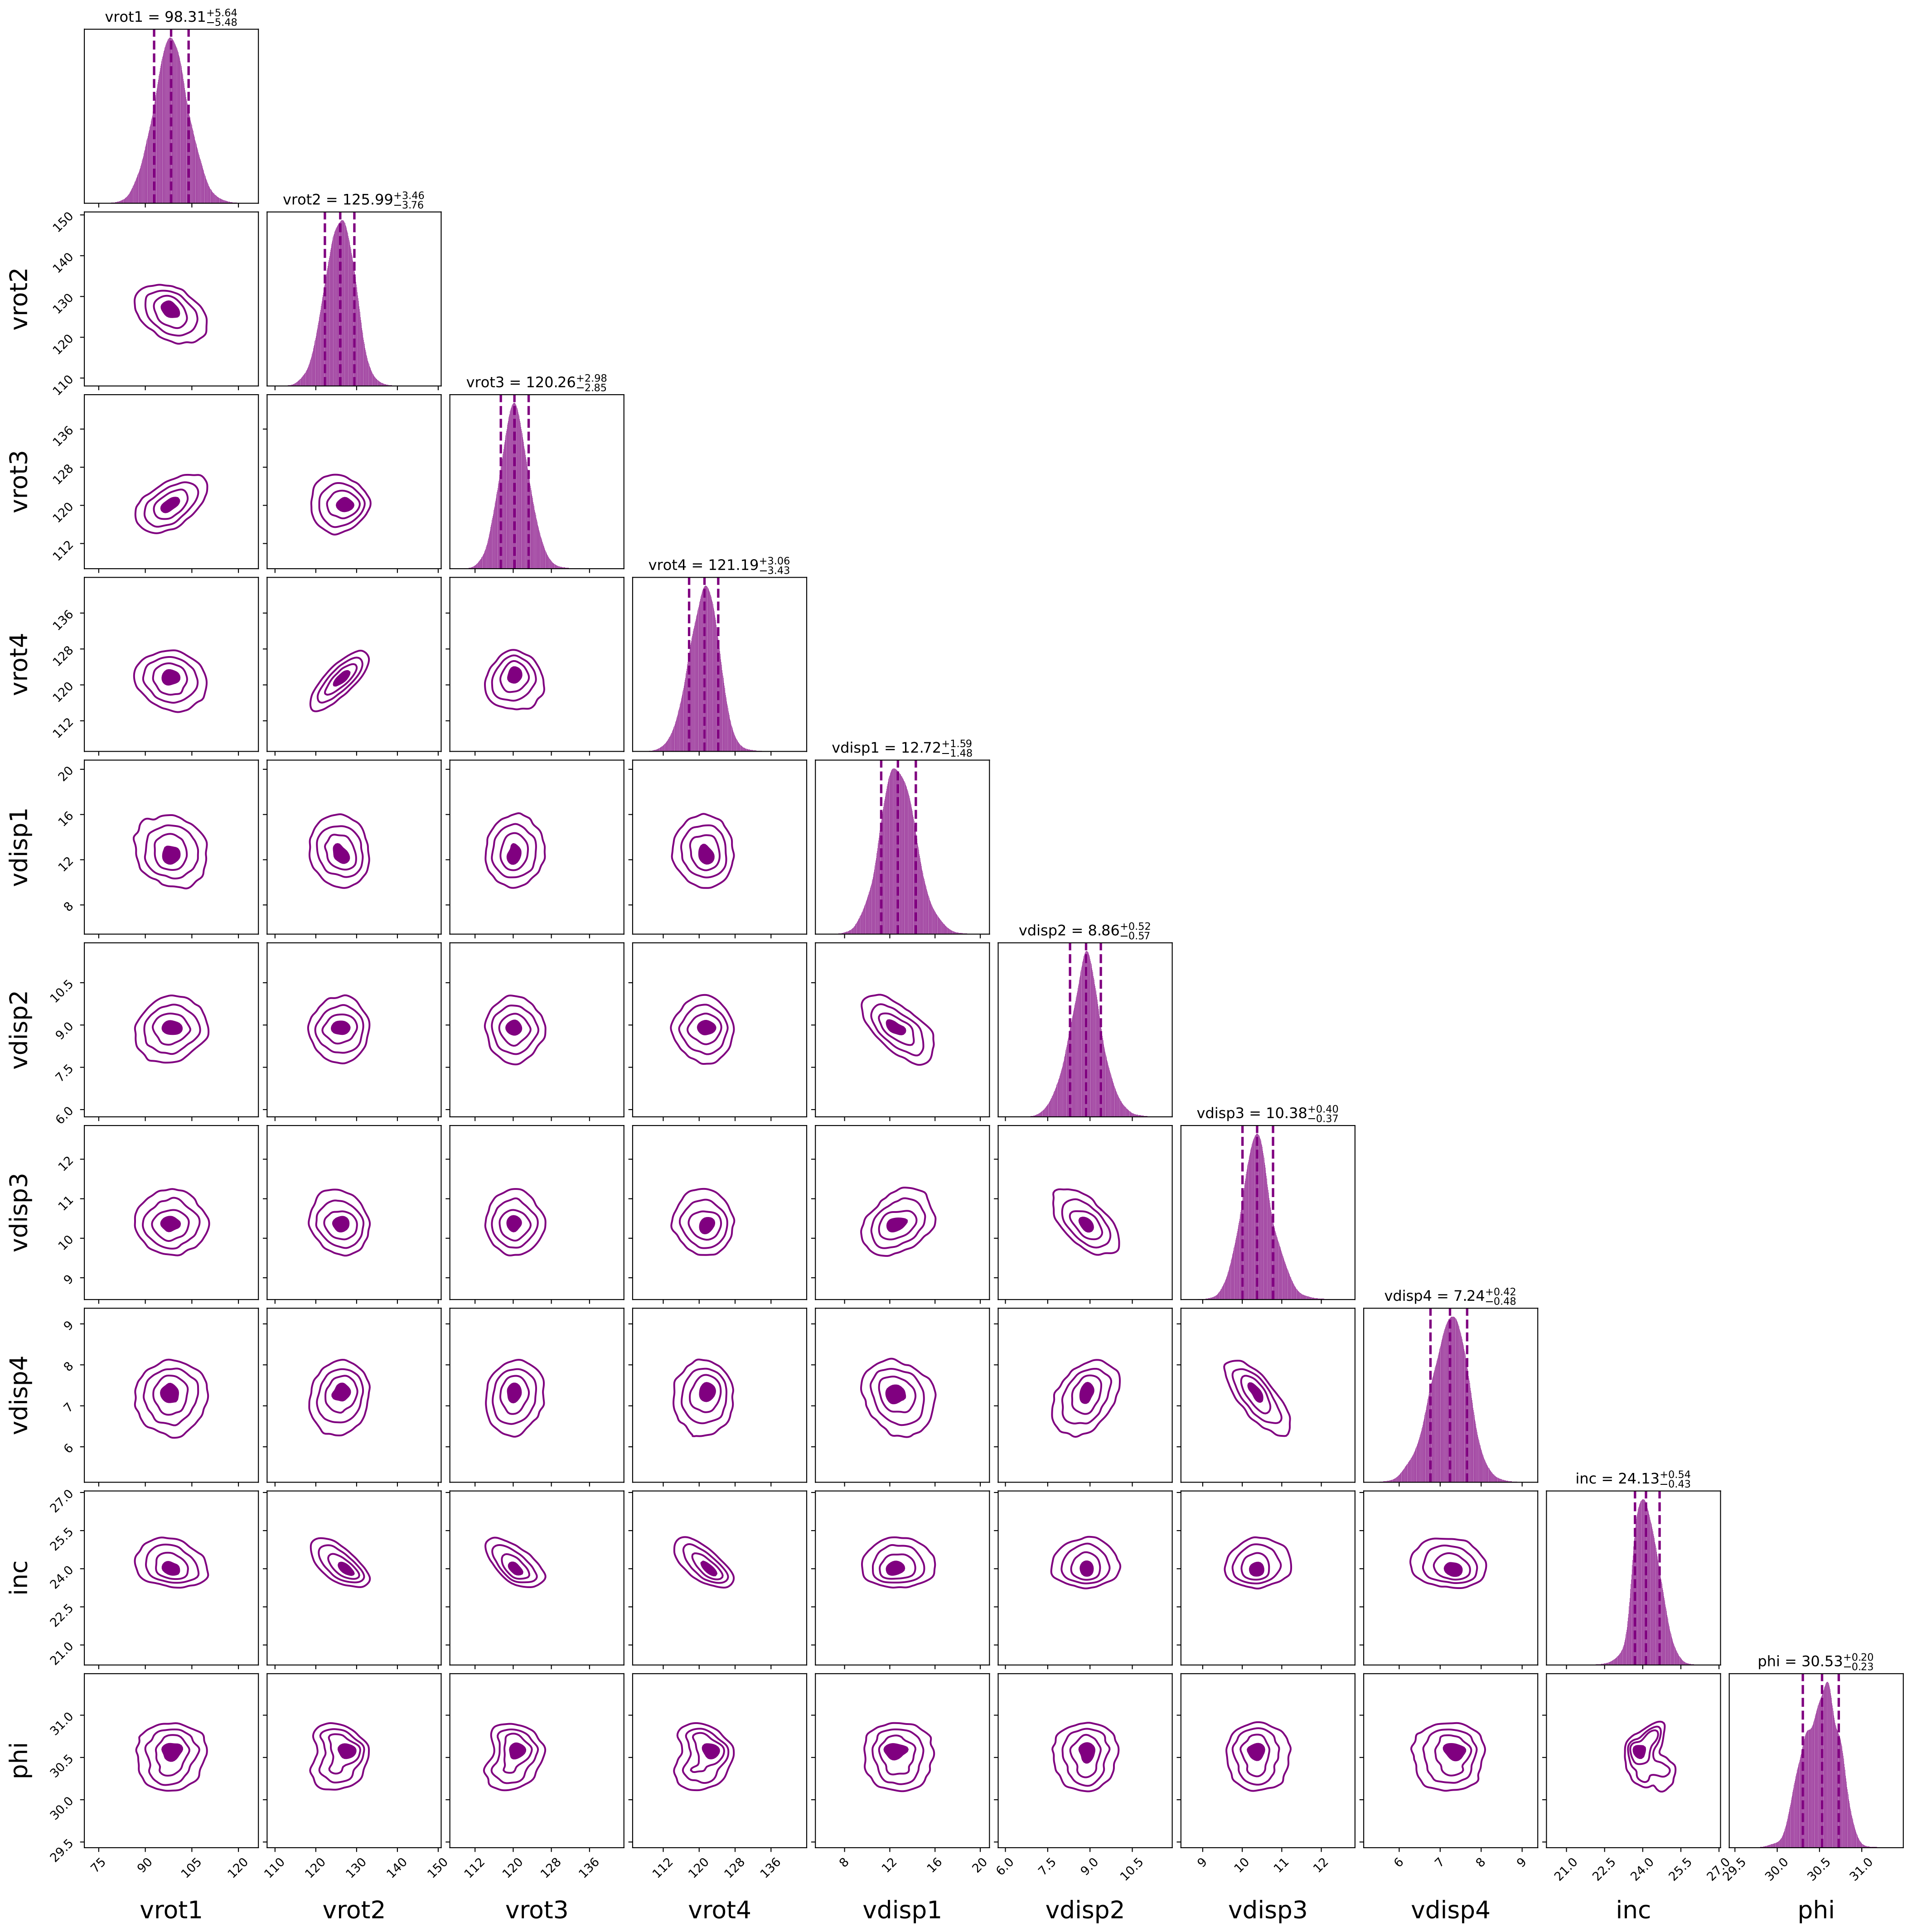 vrot1 = 98.31 +5.64 −5.48
vrot2 = 125.99 +3.46 −3.76
150
140
130
120
110
vrot2
vrot3 = 120.26 +2.98 −2.85
136
128
120
112
vrot3
vrot4 = 121.19 +3.06 −3.43
136
128
120
112
vrot4
vdisp1 = 12.72 +1.59 −1.48
20
16
12
8
vdisp1
vdisp2 = 8.86 +0.52 −0.57
10.5
9.0
7.5
6.0
vdisp2
vdisp3 = 10.38 +0.40 −0.37
12
11
10
9
vdisp3
vdisp4 = 7.24 +0.42 −0.48
9
8
7
6
vdisp4
inc = 24.13 +0.54 −0.43
27.0
25.5
24.0
22.5
21.0
inc
phi = 30.53 +0.20 −0.23
31.0
30.5
30.0
29.5
phi
75 90 105 120 110 120 130 140 150 112 120 128 136 112 120 128 136 8 12 16 20 6.0 7.5 9.0 10.5 9 10 11 12 6 7 8 9 21.0 22.5 24.0 25.5 27.0 29.5 30.0 30.5 31.0
vrot1 vrot2 vrot3 vrot4 vdisp1 vdisp2 vdisp3 vdisp4 inc phi